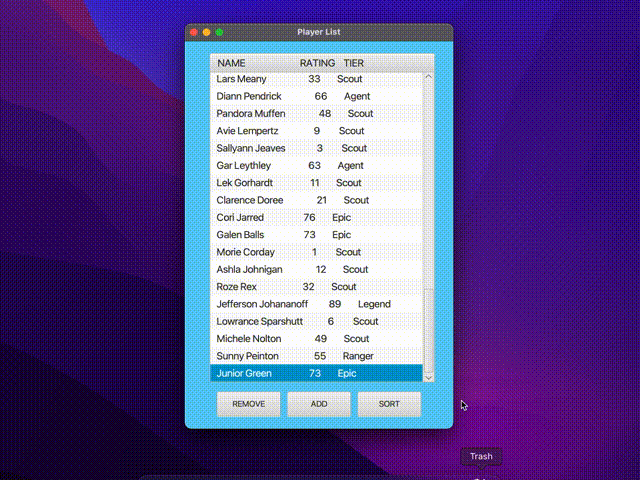 Player List
NAME RATING TIER
Lars Meany 33 Scout
Diann Pendrick 66 Agent
Pandora Muffen 48 Scout
Avie Lempertz 9 Scout
Sallyann Jeaves 3 Scout
Gar Leythley 63 Agent
Lek Gorhardt 11 Scout
Clarence Doree 21 Scout
Cori Jarred 76 Epic
Galen Balls 73 Epic
Morie Corday 1 Scout
Ashla Johnigan 12 Scout
Roze Rex 32 Scout
Jefferson Johananoff 89 Legend
Lowrance Sparshutt 6 Scout
Michele Nolton 49 Scout
Sunny Peinton 55 Ranger
Junior Green 73 Epic
REMOVE ADD SORT
Trash